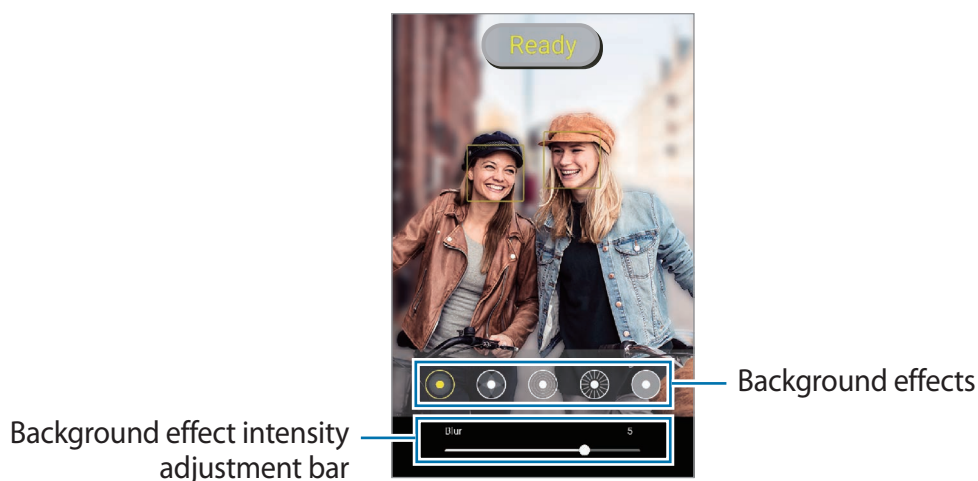 Ready
Background effects
Blur 5
Background effect intensity
adjustment bar